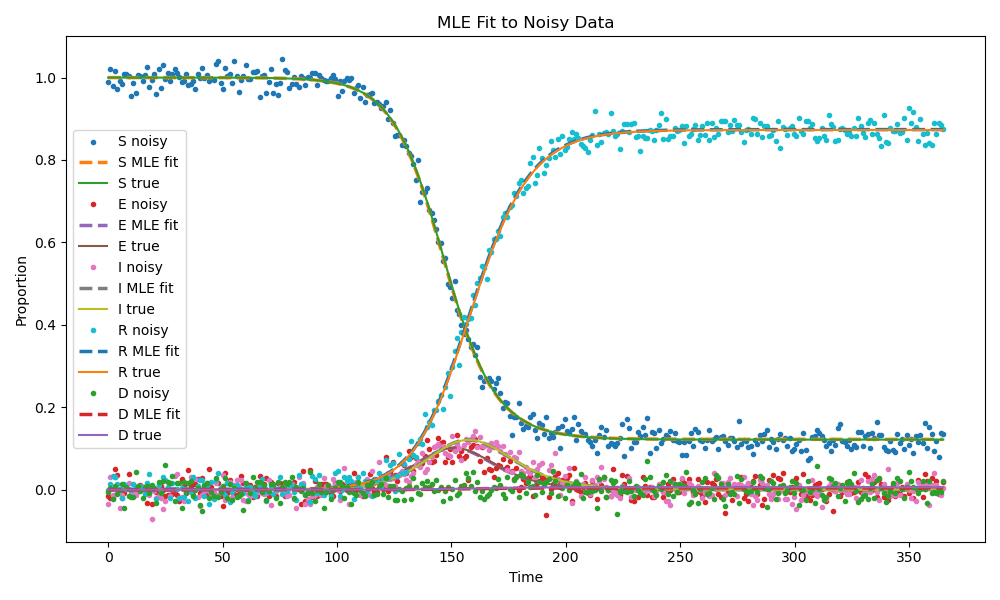 MLE Fit to Noisy Data
1.0
0.8
0.6
0.4
0.2
0.0
Proportion
S noisy
S MLE fit
S true
E noisy
E MLE fit
E true
I noisy
I MLE fit
I true
R noisy
R MLE fit
R true
D noisy
D MLE fit
D true
0 50 100 150 200 250 300 350
Time